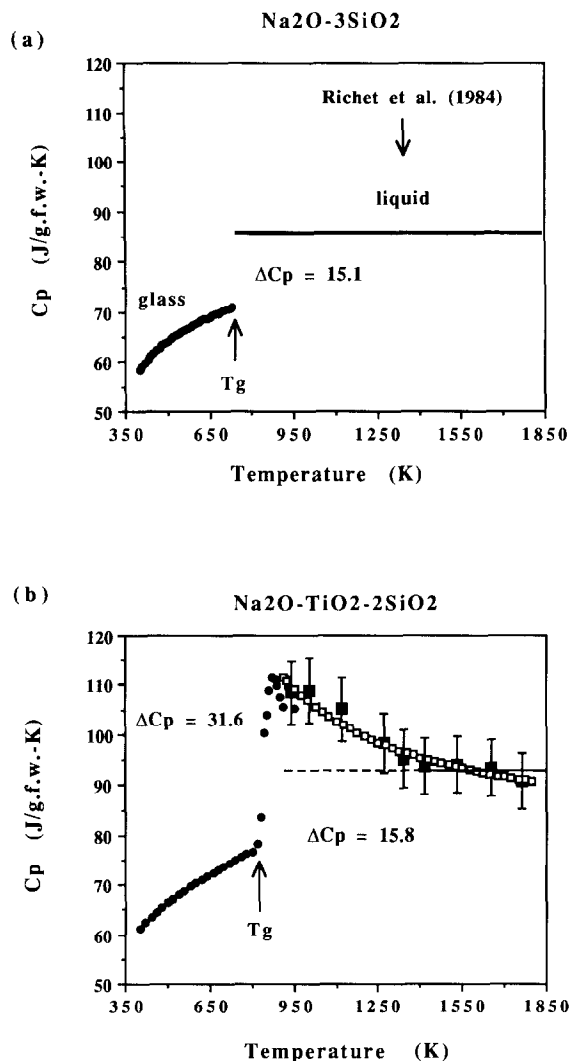 Na2O-3SiO2
(a)
120
110
100
90
80
70
60
50
Cp (J/g.f.w.-K)
Richet et al. (1984)
liquid
ΔCp = 15.1
glass
Tg
350 650 950 1250 1550 1850
Temperature (K)
(b)
Na2O-TiO2-2SiO2
120
110
100
90
80
70
60
50
Cp (J/g.f.w.-K)
ΔCp = 31.6
ΔCp = 15.8
Tg
350 650 950 1250 1550 1850
Temperature (K)